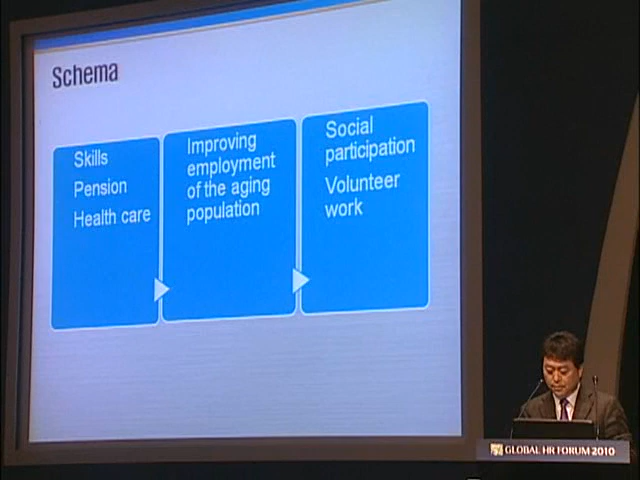 Schema
Skills
Pension
Health care
Improving
employment
of the aging
population
Social
participation
Volunteer
work
GLOBAL HR FORUM 2010